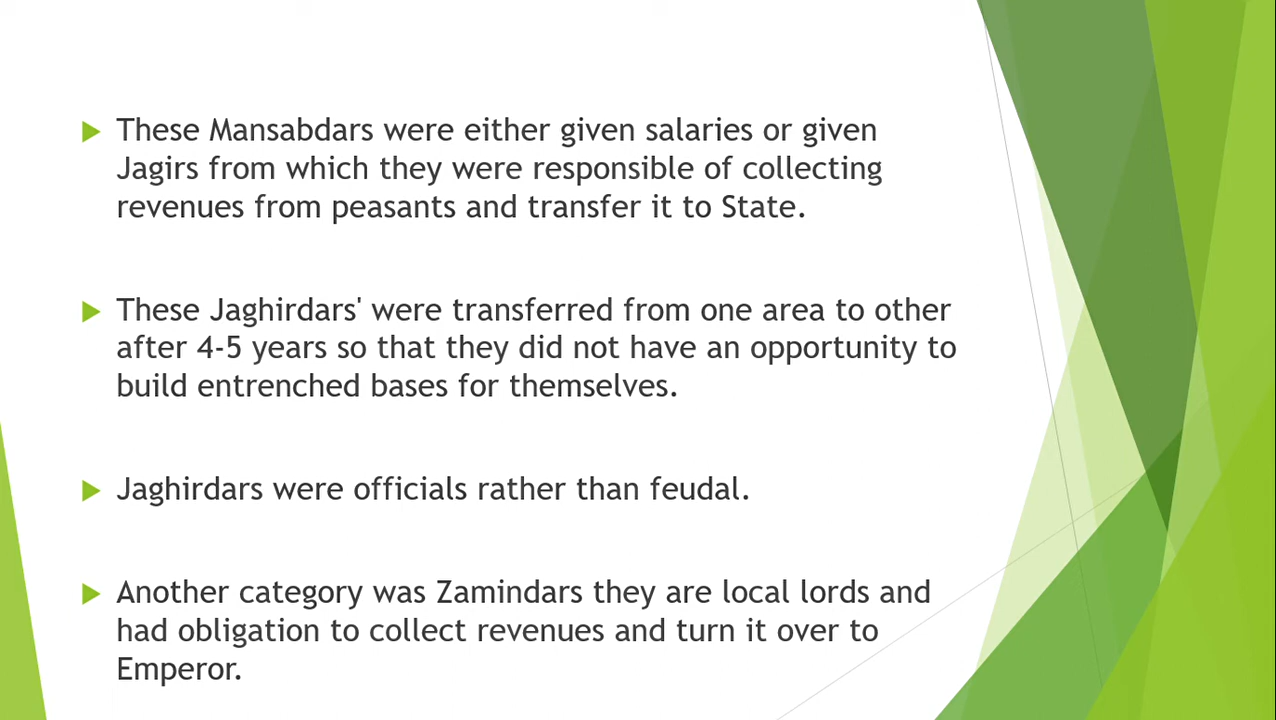 These Mansabdars were either given salaries or given
Jagirs from which they were responsible of collecting
revenues from peasants and transfer it to State.
These Jaghirdars' were transferred from one area to other
after 4-5 years so that they did not have an opportunity to
build entrenched bases for themselves.
Jaghirdars were officials rather than feudal.
Another category was Zamindars they are local lords and
had obligation to collect revenues and turn it over to
Emperor.